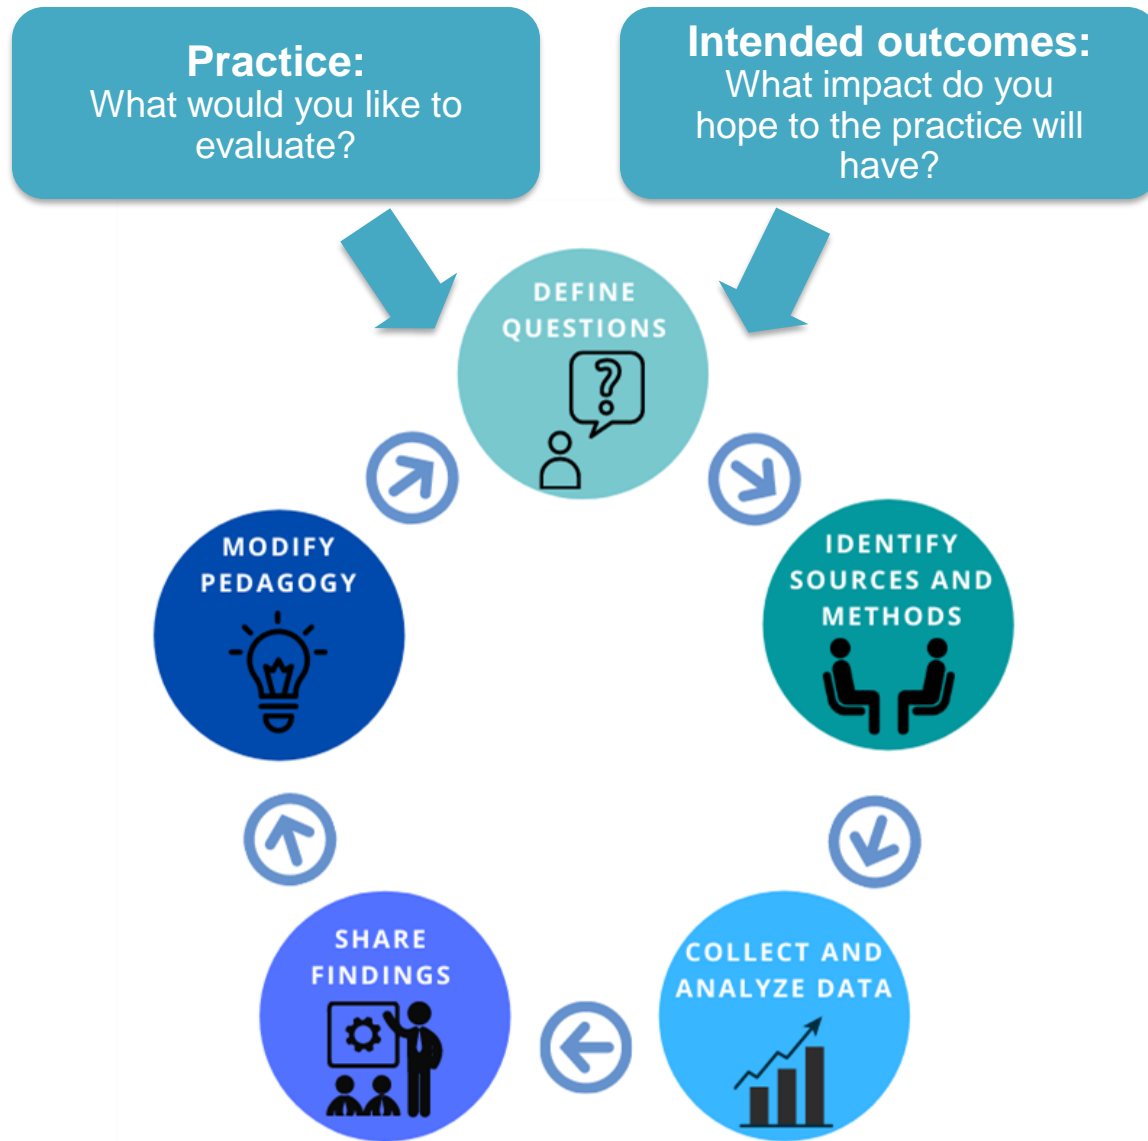 Practice:
What would you like to
evaluate?
Intended outcomes:
What impact do you
hope to the practice will
have?
DEFINE
QUESTIONS
?
IDENTIFY
SOURCES AND
METHODS
COLLECT AND
ANALYZE DATA
SHARE
FINDINGS
MODIFY
PEDAGOGY